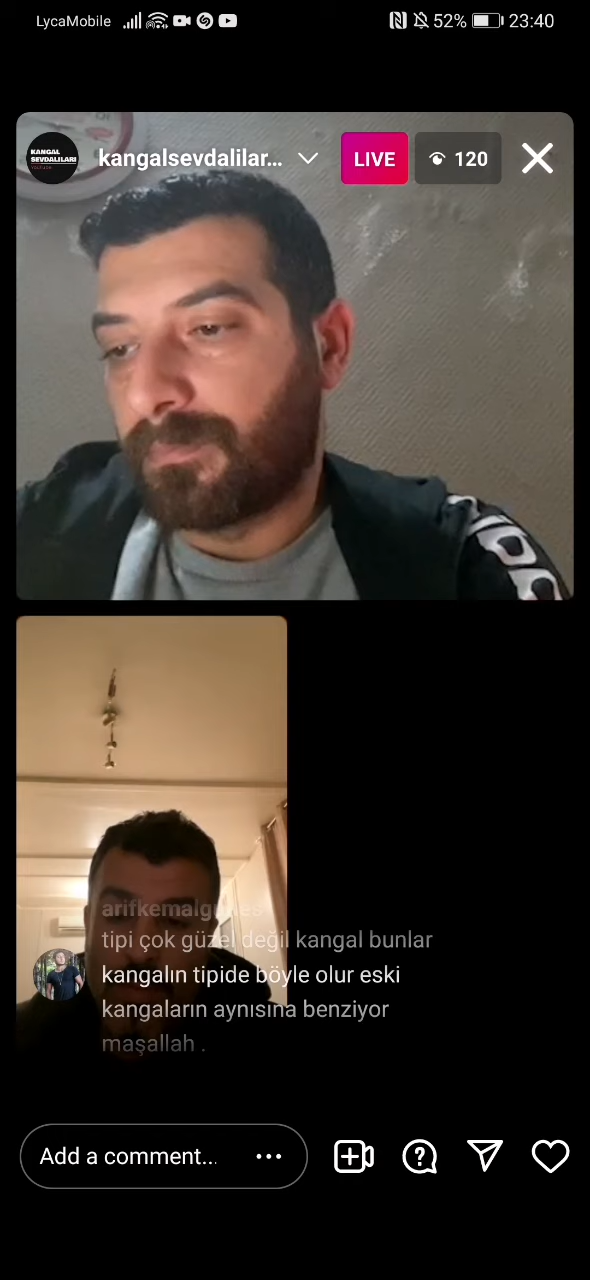 LycaMobile 52% 23:40
KANGAL
SEVDALILARI
YouTube
kangalsevdalilar...
LIVE
120
tipi çok güzel değil kangal bunlar
kangalın tipide böyle olur eski
kangaların aynısına benziyor
maşallah .
Add a comment...